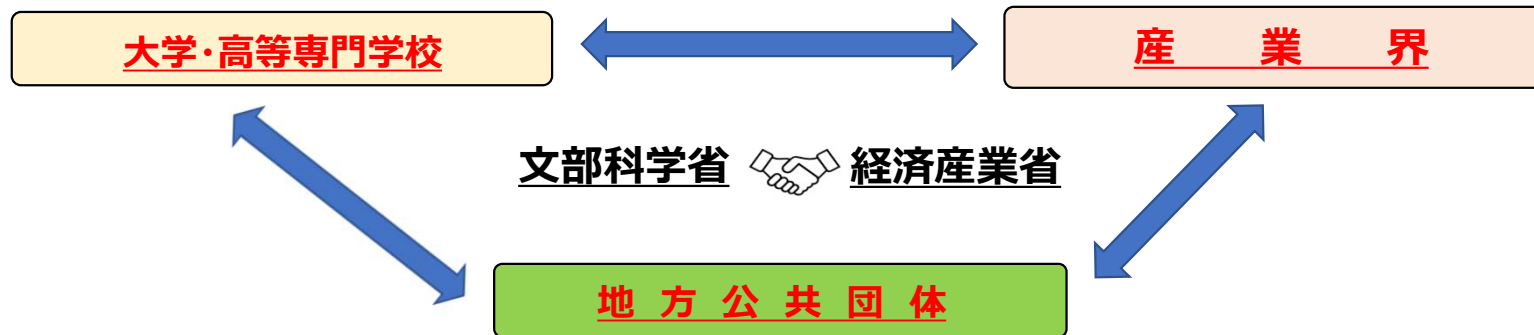 大学・高等専門学校
産業界
文部科学省 経済産業省
地方公共団体